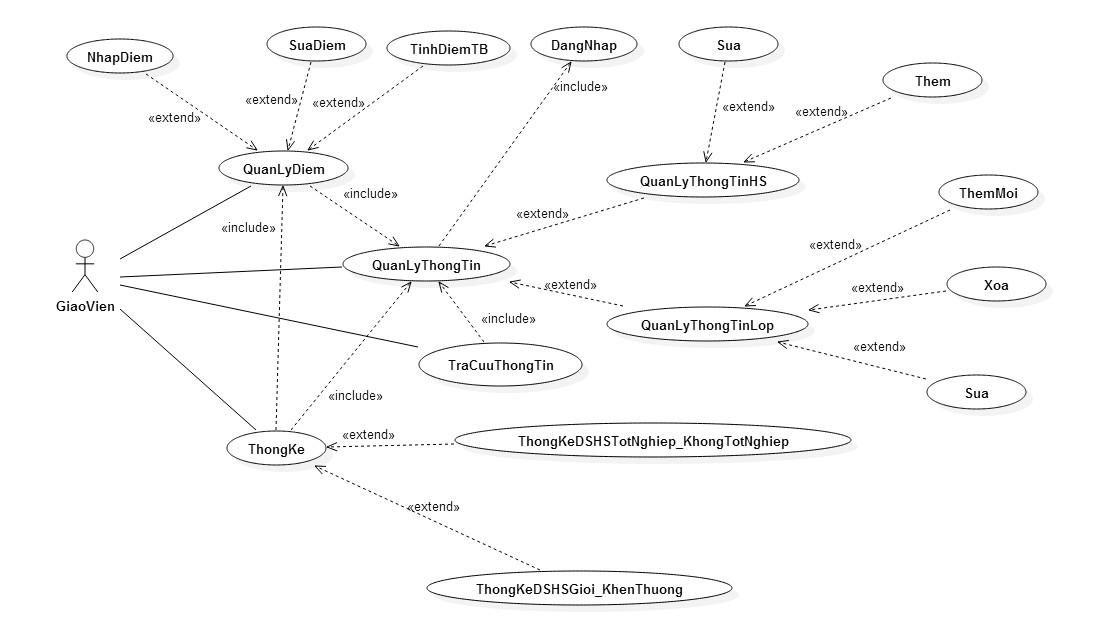 NhapDiem
SuaDiem
TinhDiemTB
DangNhap
Sua
Them
«extend»
«extend»
«extend»
«include»
«extend»
«extend»
QuanLyDiem
QuanLyThongTinHS
ThemMoi
«include»
«include»
«extend»
«extend»
GiaoVien
QuanLyThongTin
«extend»
«extend»
Xoa
«include»
QuanLyThongTinLop
«extend»
TraCuuThongTin
Sua
«include»
ThongKe
«extend»
ThongKeDSHSTotNghiep_KhongTotNghiep
«extend»
ThongKeDSHSGioi_KhenThuong